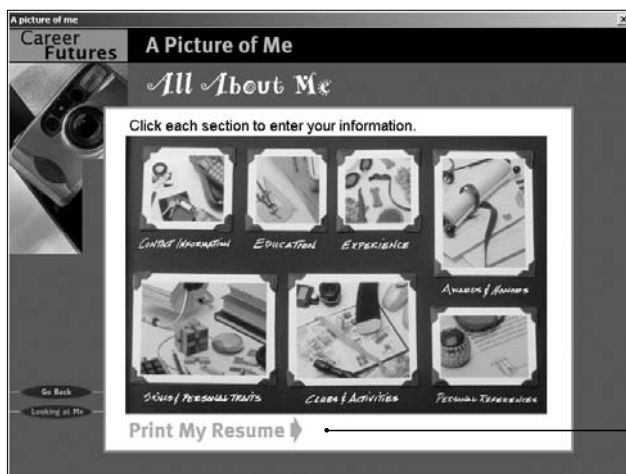 A picture of me
Career
Futures
A Picture of Me
All About Me
Click each section to enter your information.
CONTACT INFORMATION
EDUCATION
EXPERIENCE
AWARDS & HONORS
SKILLS & PERSONAL TRAITS
CLUBS & ACTIVITIES
PERSONAL REFERENCES
Go Back
Looking at Me
Print My Resume